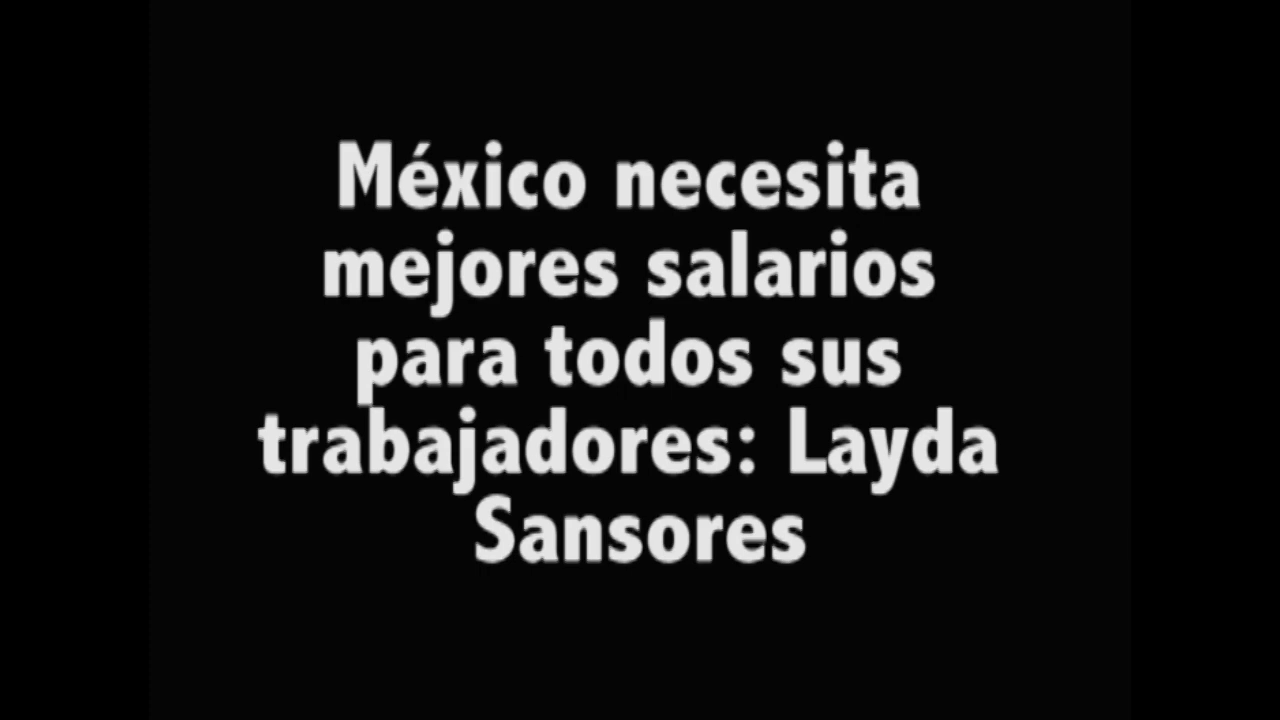 México necesita
mejores salarios
para todos sus
trabajadores: Layda
Sansores